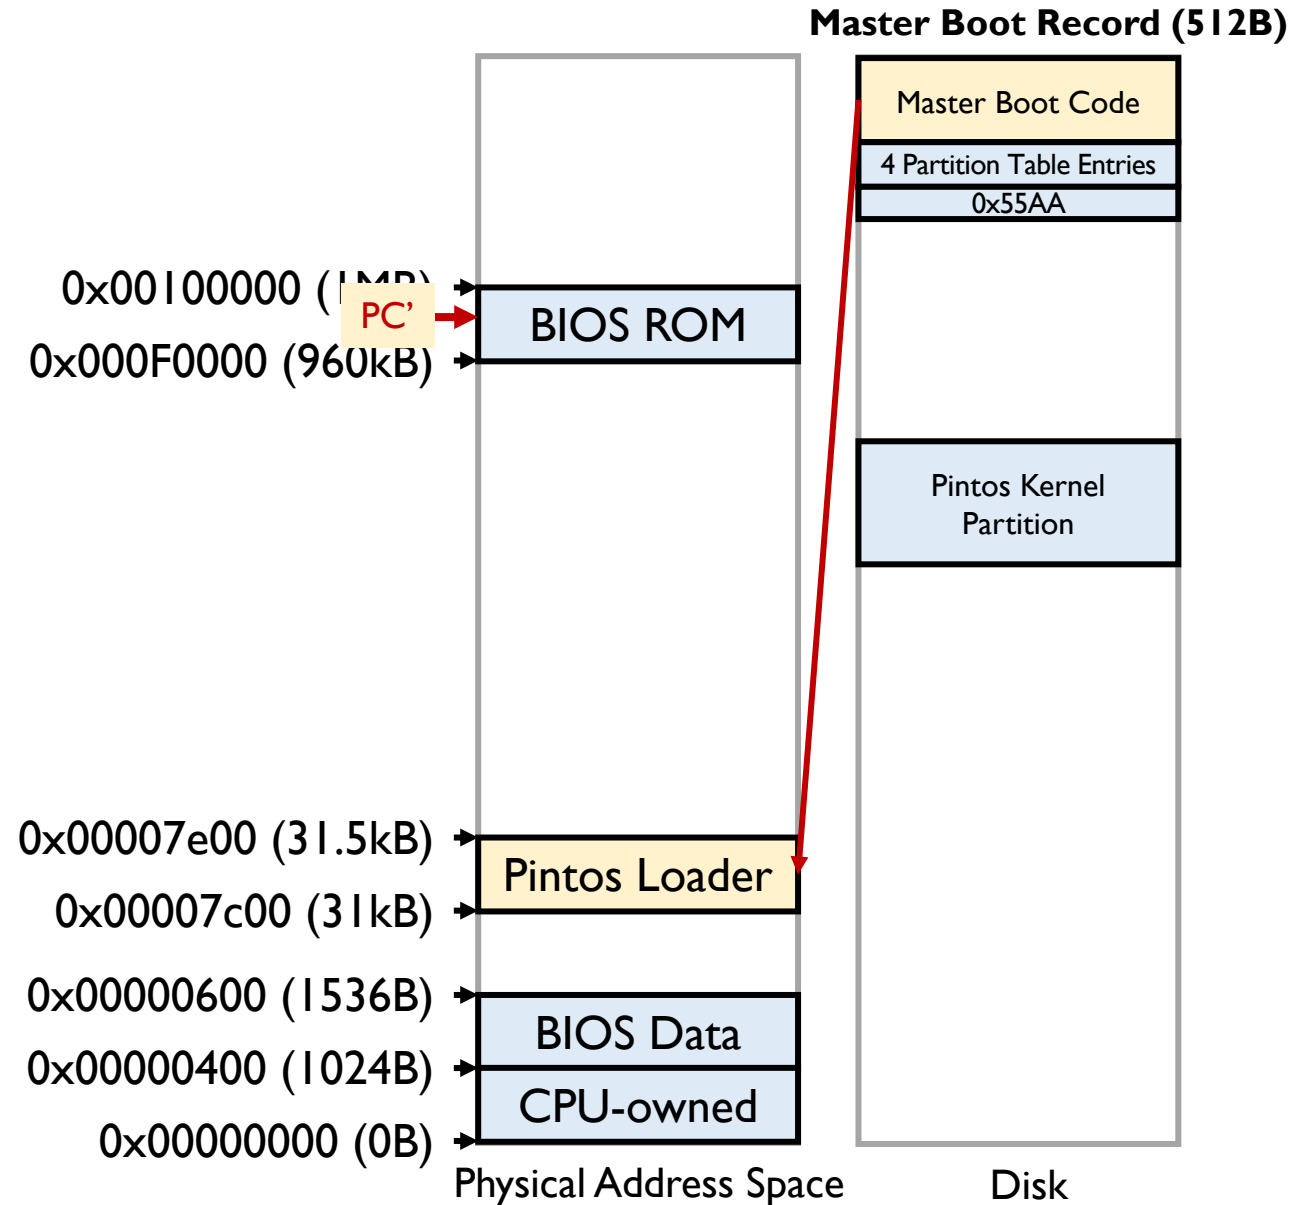 Master Boot Record (512B)
Master Boot Code
4 Partition Table Entries
0x55AA
0x00100000 (1MB)
PC’
BIOS ROM
0x000F0000 (960kB)
Pintos Kernel
Partition
0x00007e00 (31.5kB)
Pintos Loader
0x00007c00 (31kB)
0x00000600 (1536B)
BIOS Data
0x00000400 (1024B)
CPU-owned
0x00000000 (0B)
Physical Address Space
Disk